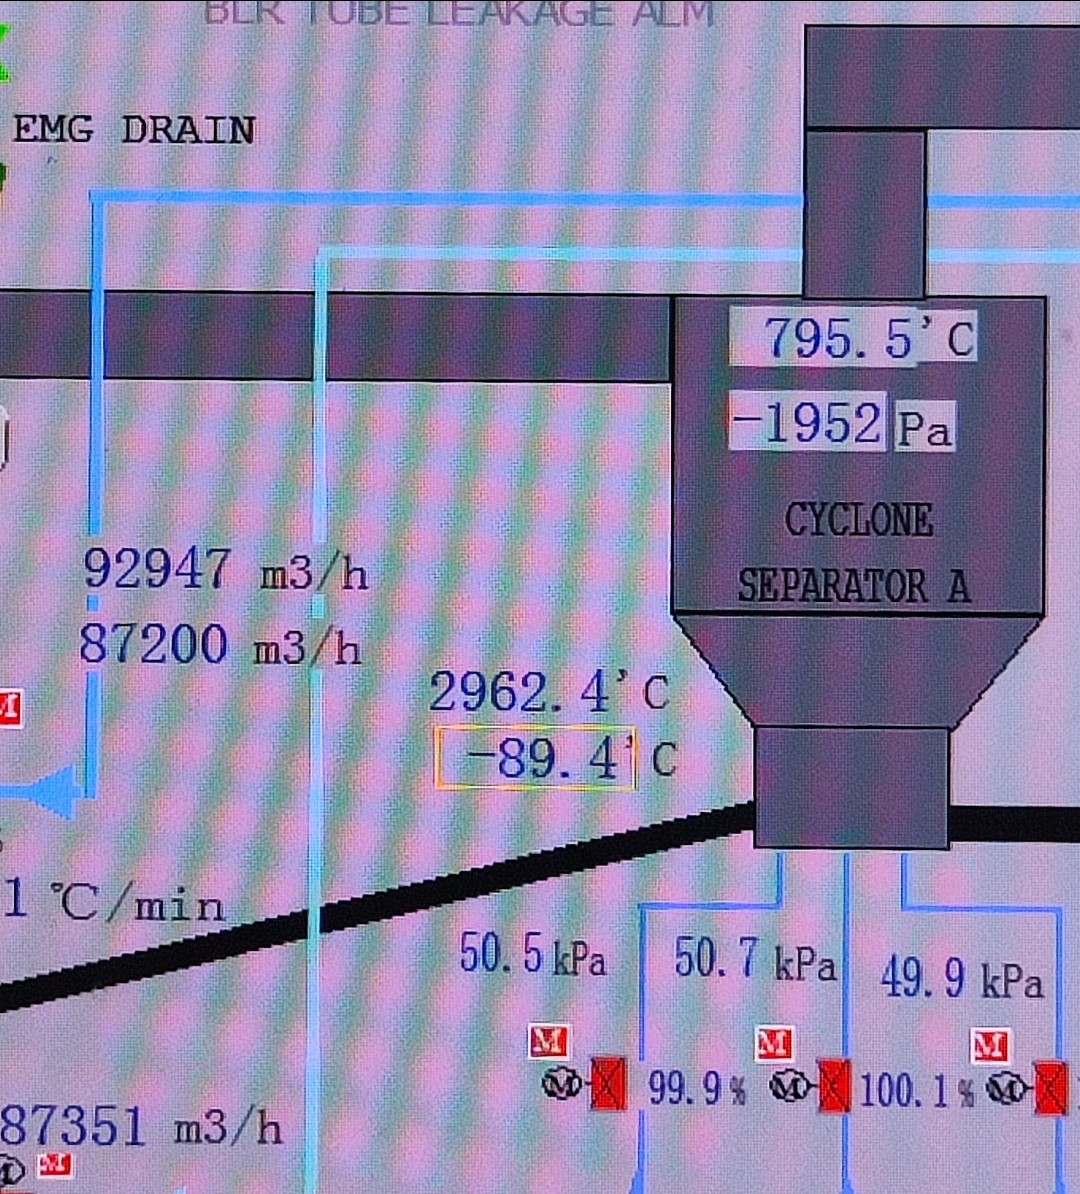 BLR TUBE LEAKAGE ALM
EMG DRAIN
795.5'C
-1952 Pa
CYCLONE
SEPARATOR A
92947 m3/h
87200 m3/h
M
2962.4'C
-89.4'C
1 ℃/min
50.5 kPa
50.7 kPa
49.9 kPa
M
M
M
M
99.9 %
M
100.1 %
M
87351 m3/h
M